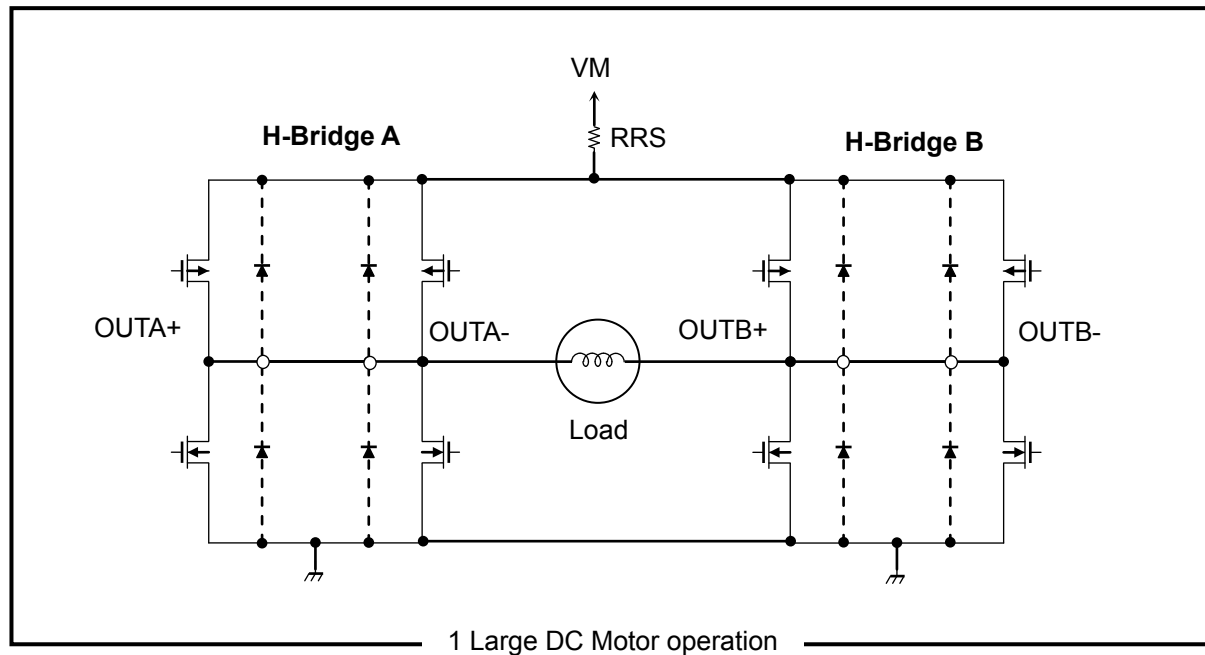 VM
RRS
H-Bridge A
H-Bridge B
OUTA+
OUTA-
OUTB+
OUTB-
Load
1 Large DC Motor operation